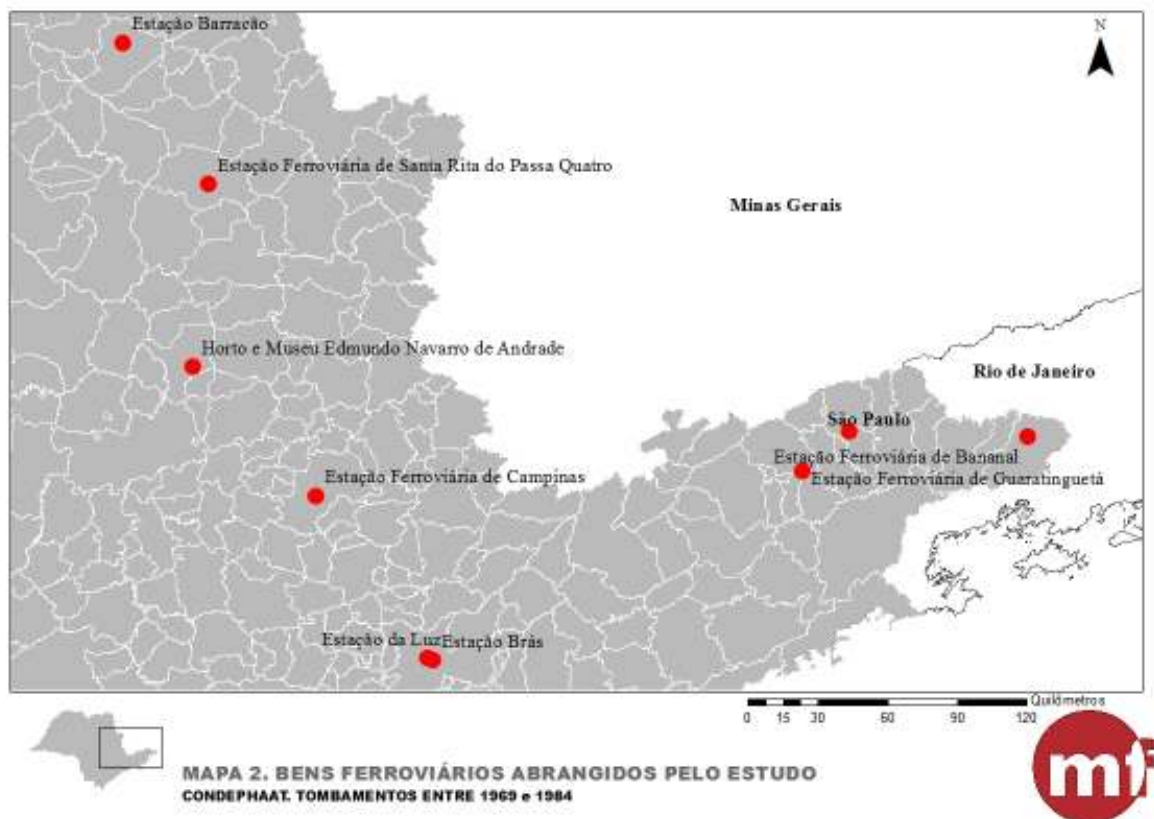 Estação Barracão
N
Estação Ferroviária de Santa Rita do Passa Quatro
Minas Gerais
Horto e Museu Edmundo Navarro de Andrade
Rio de Janeiro
São Paulo
Estação Ferroviária de Bananal
Estação Ferroviária de Guaratinguetá
Estação Ferroviária de Campinas
Estação da Luz Estação Brás
Quilômetros
0 15 30 60 90 120
MAPA 2. BENS FERROVIÁRIOS ABRANGIDOS PELO ESTUDO
CONDEPHAAT. TOMBAMENTOS ENTRE 1969 e 1984
mf